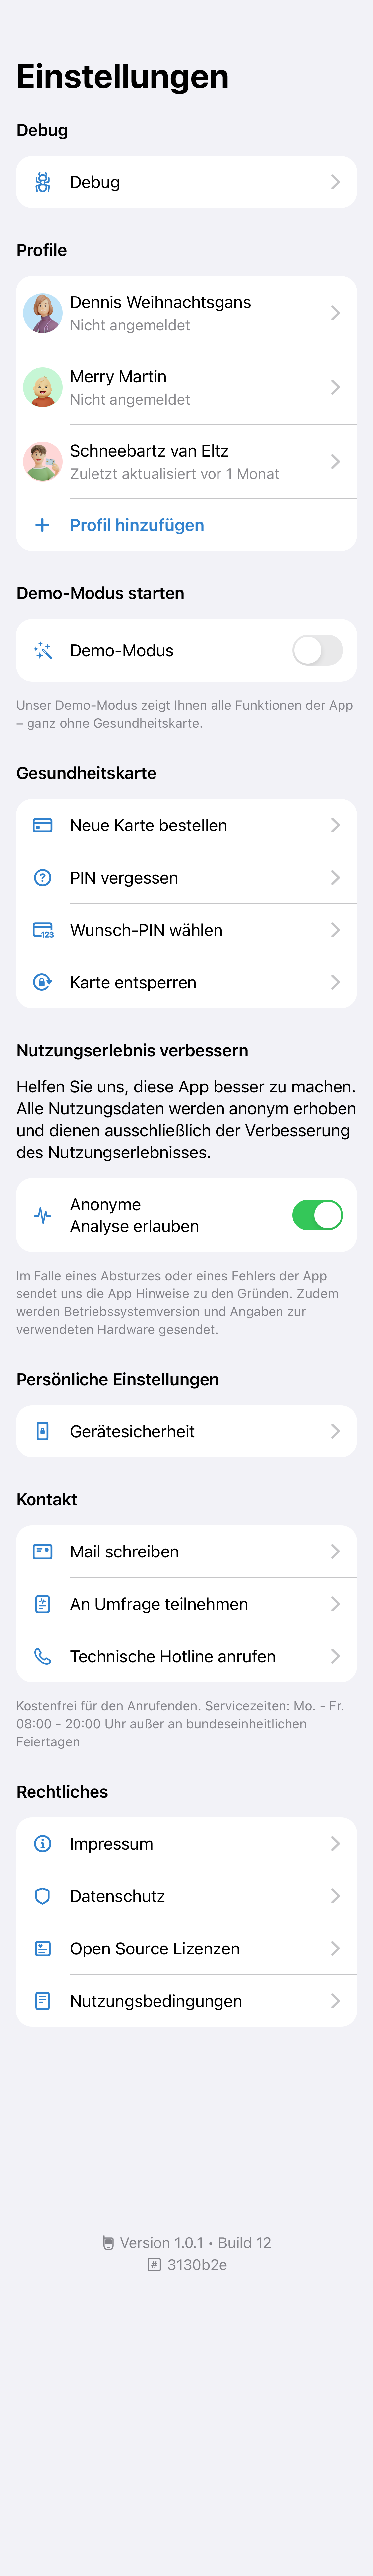 Einstellungen
Debug
Debug
Profile
Dennis Weihnachtsgans
Nicht angemeldet
Merry Martin
Nicht angemeldet
Schneebartz van Eltz
Zuletzt aktualisiert vor 1 Monat
Profil hinzufügen
Demo-Modus starten
Demo-Modus
Unser Demo-Modus zeigt Ihnen alle Funktionen der App
– ganz ohne Gesundheitskarte.
Gesundheitskarte
Neue Karte bestellen
PIN vergessen
123 Wunsch-PIN wählen
Karte entsperren
Nutzungserlebnis verbessern
Helfen Sie uns, diese App besser zu machen.
Alle Nutzungsdaten werden anonym erhoben
und dienen ausschließlich der Verbesserung
des Nutzungserlebnisses.
Anonyme
Analyse erlauben
Im Falle eines Absturzes oder eines Fehlers der App
sendet uns die App Hinweise zu den Gründen. Zudem
werden Betriebssystemversion und Angaben zur
verwendeten Hardware gesendet.
Persönliche Einstellungen
Gerätesicherheit
Kontakt
Mail schreiben
An Umfrage teilnehmen
Technische Hotline anrufen
Kostenfrei für den Anrufenden. Servicezeiten: Mo. - Fr.
08:00 - 20:00 Uhr außer an bundeseinheitlichen
Feiertagen
Rechtliches
Impressum
Datenschutz
Open Source Lizenzen
Nutzungsbedingungen
Version 1.0.1 • Build 12
# 3130b2e